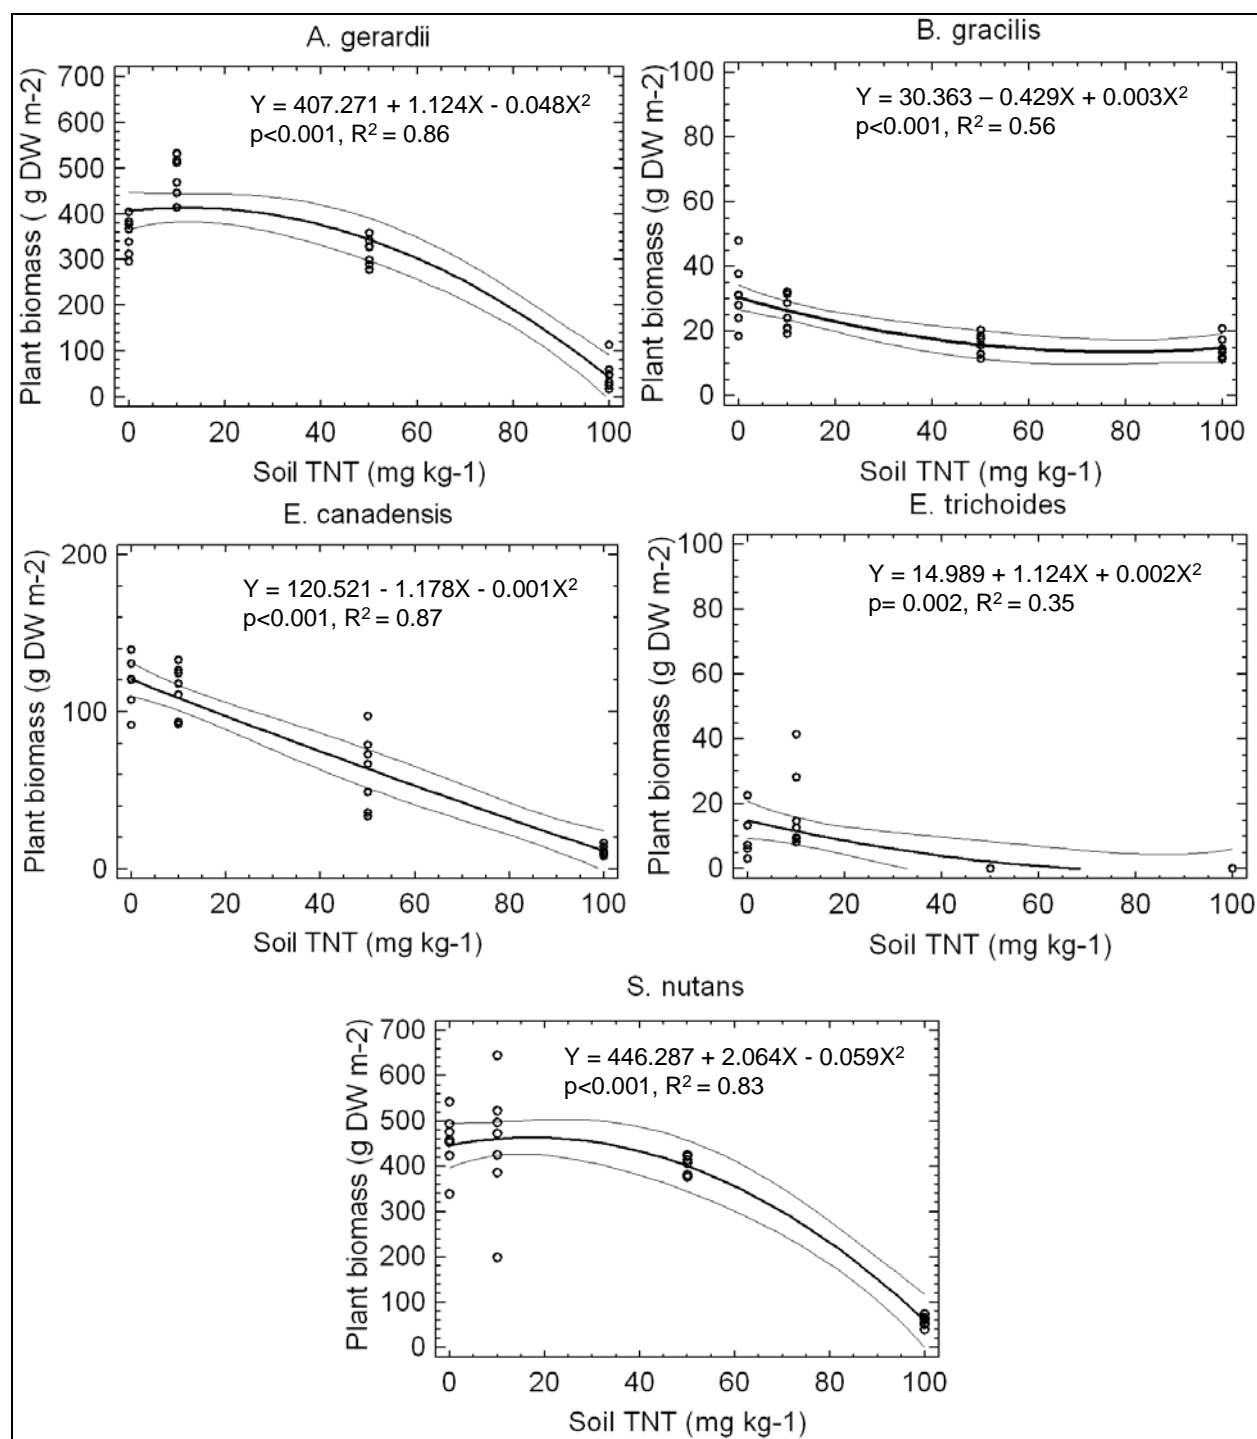 A. gerardii
Y = 407.271 + 1.124X - 0.048X²
p<0.001, R² = 0.86
Plant biomass ( g DW m-2)
700
600
500
400
300
200
100
0
0 20 40 60 80 100
Soil TNT (mg kg-1)
B. gracilis
Y = 30.363 – 0.429X + 0.003X²
p<0.001, R² = 0.56
Plant biomass (g DW m-2)
100
80
60
40
20
0
0 20 40 60 80 100
Soil TNT (mg kg-1)
E. canadensis
Y = 120.521 - 1.178X - 0.001X²
p<0.001, R² = 0.87
Plant biomass (g DW m-2)
200
100
0
0 20 40 60 80 100
Soil TNT (mg kg-1)
E. trichoides
Y = 14.989 + 1.124X + 0.002X²
p= 0.002, R² = 0.35
Plant biomass (g DW m-2)
100
80
60
40
20
0
0 20 40 60 80 100
Soil TNT (mg kg-1)
S. nutans
Y = 446.287 + 2.064X - 0.059X²
p<0.001, R² = 0.83
Plant biomass (g DW m-2)
700
600
500
400
300
200
100
0
0 20 40 60 80 100
Soil TNT (mg kg-1)